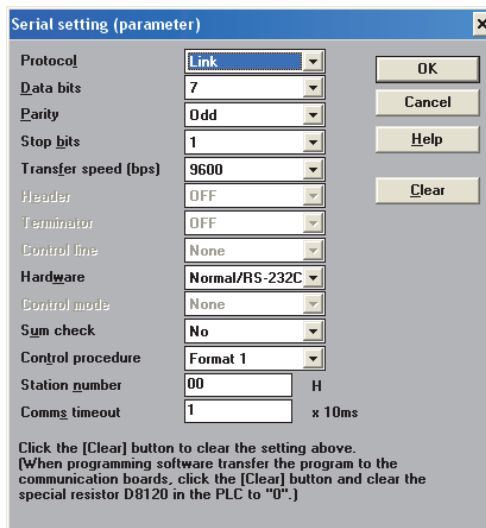 Serial setting (parameter)
Protocol Link OK
Data bits 7 Cancel
Parity Odd Help
Stop bits 1
Transfer speed (bps) 9600 Clear
Header OFF
Terminator OFF
Control line None
Hardware Normal/RS-232C
Control mode None
Sum check No
Control procedure Format 1
Station number 00 H
Comms timeout 1 x 10ms
Click the [Clear] button to clear the setting above.
(When programming software transfer the program to the
communication boards, click the [Clear] button and clear the
special resistor D8120 in the PLC to "0".)